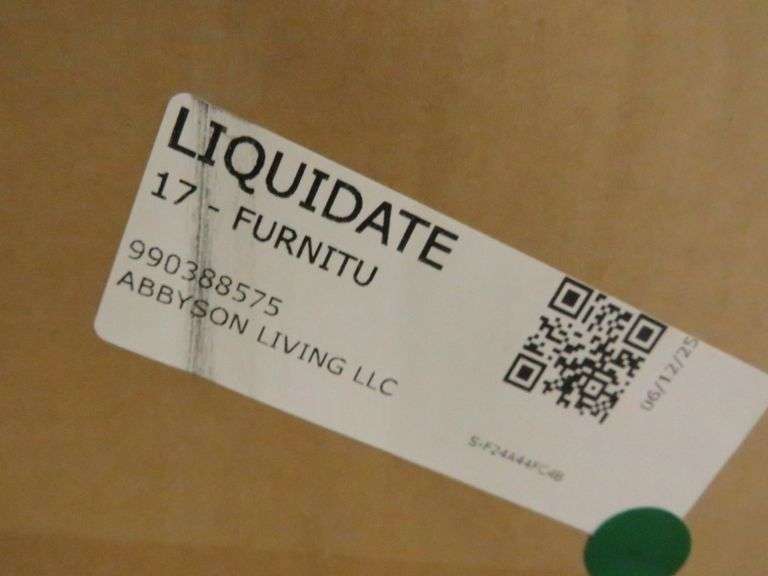 LIQUIDATE
17 - FURNITU
990388575
ABBYSON LIVING LLC
06/12/25
S-F24A44FC4B